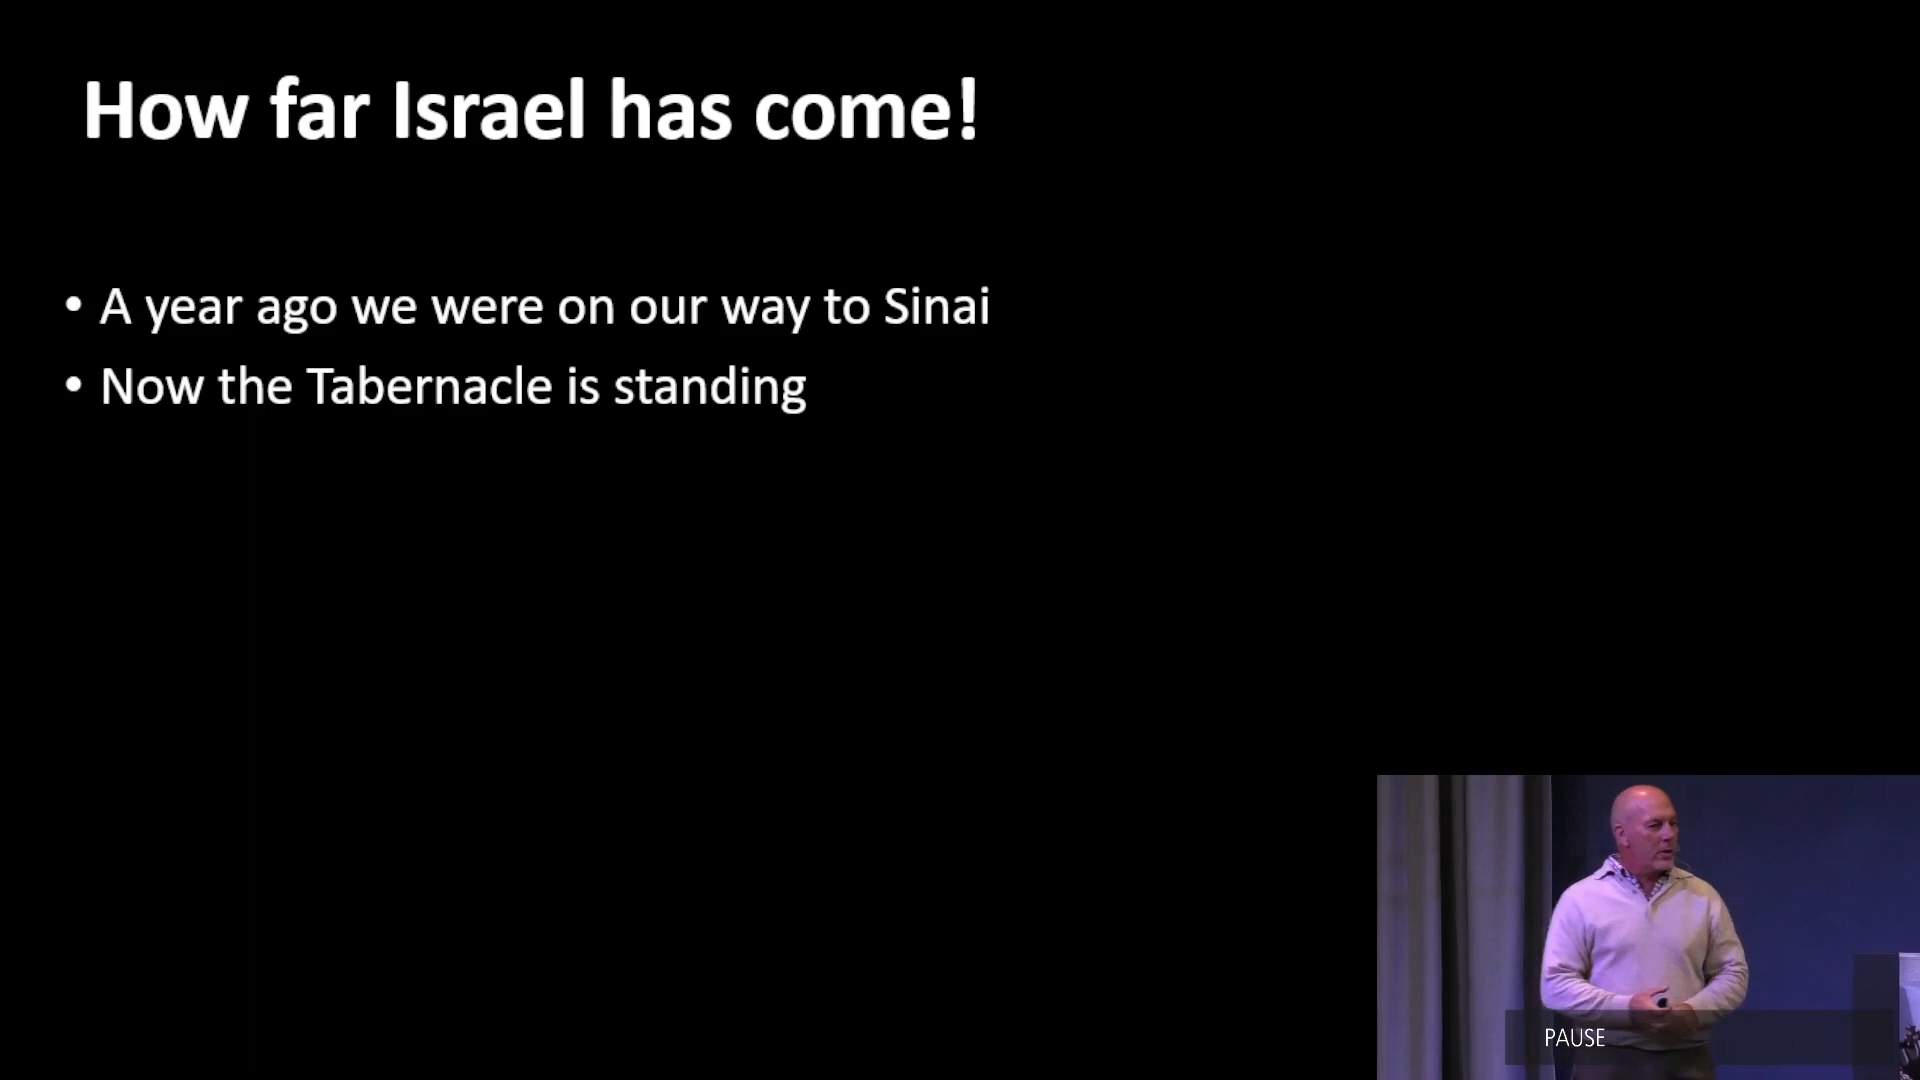 How far Israel has come!
• A year ago we were on our way to Sinai
• Now the Tabernacle is standing
PAUSE